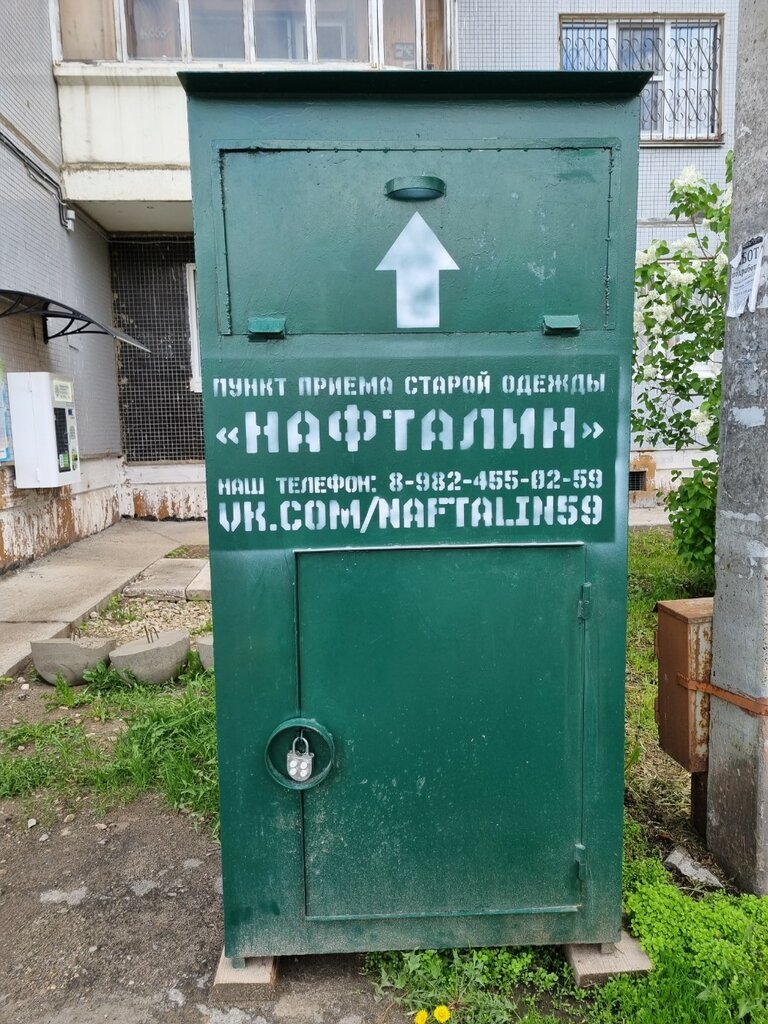 ПУНКТ ПРИЕМА СТАРОЙ ОДЕЖДЫ
«НАФТАЛИН»
НАШ ТЕЛЕФОН: 8-982-455-02-59
VK.COM/NAFTALIN59